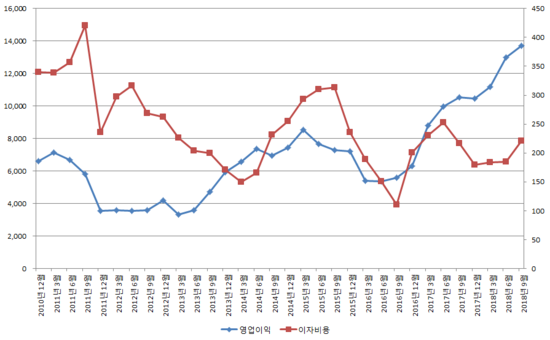 16,000
14,000
12,000
10,000
8,000
6,000
4,000
2,000
0
450
400
350
300
250
200
150
100
50
0
2010년 12월
2011년 3월
2011년 6월
2011년 9월
2011년 12월
2012년 3월
2012년 6월
2012년 9월
2012년 12월
2013년 3월
2013년 6월
2013년 9월
2013년 12월
2014년 3월
2014년 6월
2014년 9월
2014년 12월
2015년 3월
2015년 6월
2015년 9월
2015년 12월
2016년 3월
2016년 6월
2016년 9월
2016년 12월
2017년 3월
2017년 6월
2017년 9월
2017년 12월
2018년 3월
2018년 6월
2018년 9월
영업이익 이자비용